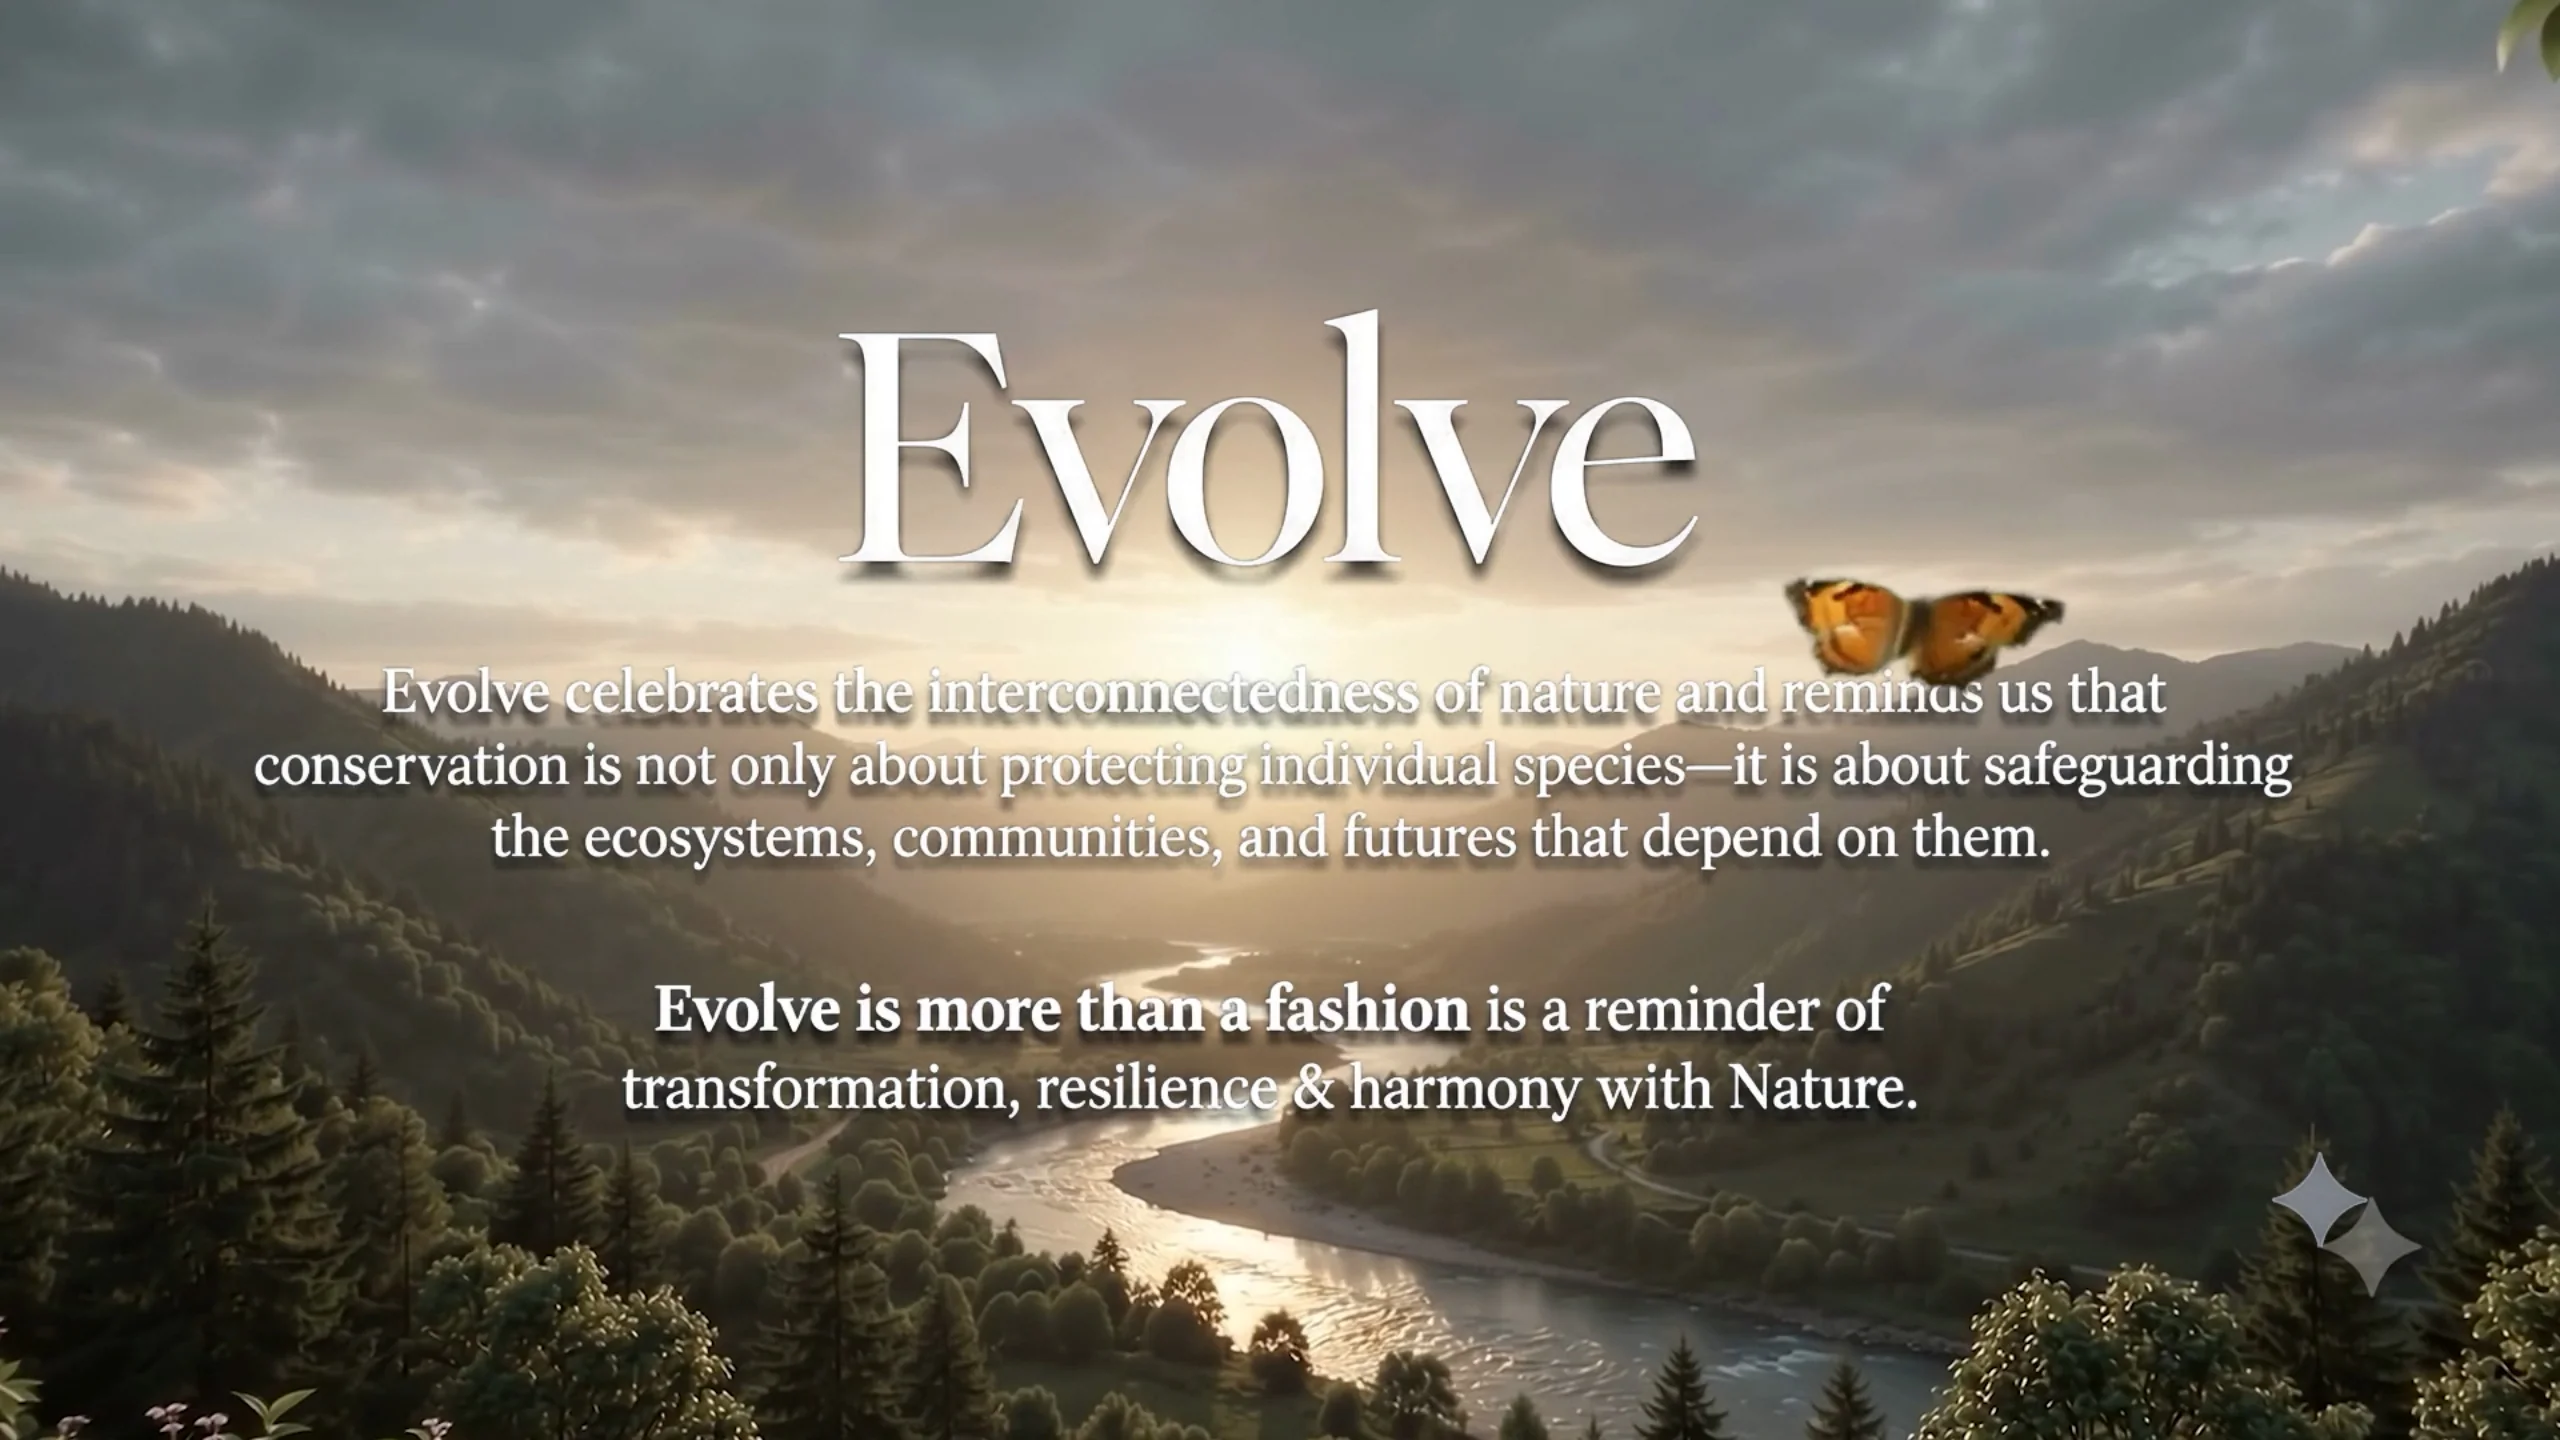 Evolve
Evolve celebrates the interconnectedness of nature and reminds us that
conservation is not only about protecting individual species—it is about safeguarding
the ecosystems, communities, and futures that depend on them.
Evolve is more than a fashion is a reminder of
transformation, resilience & harmony with Nature.